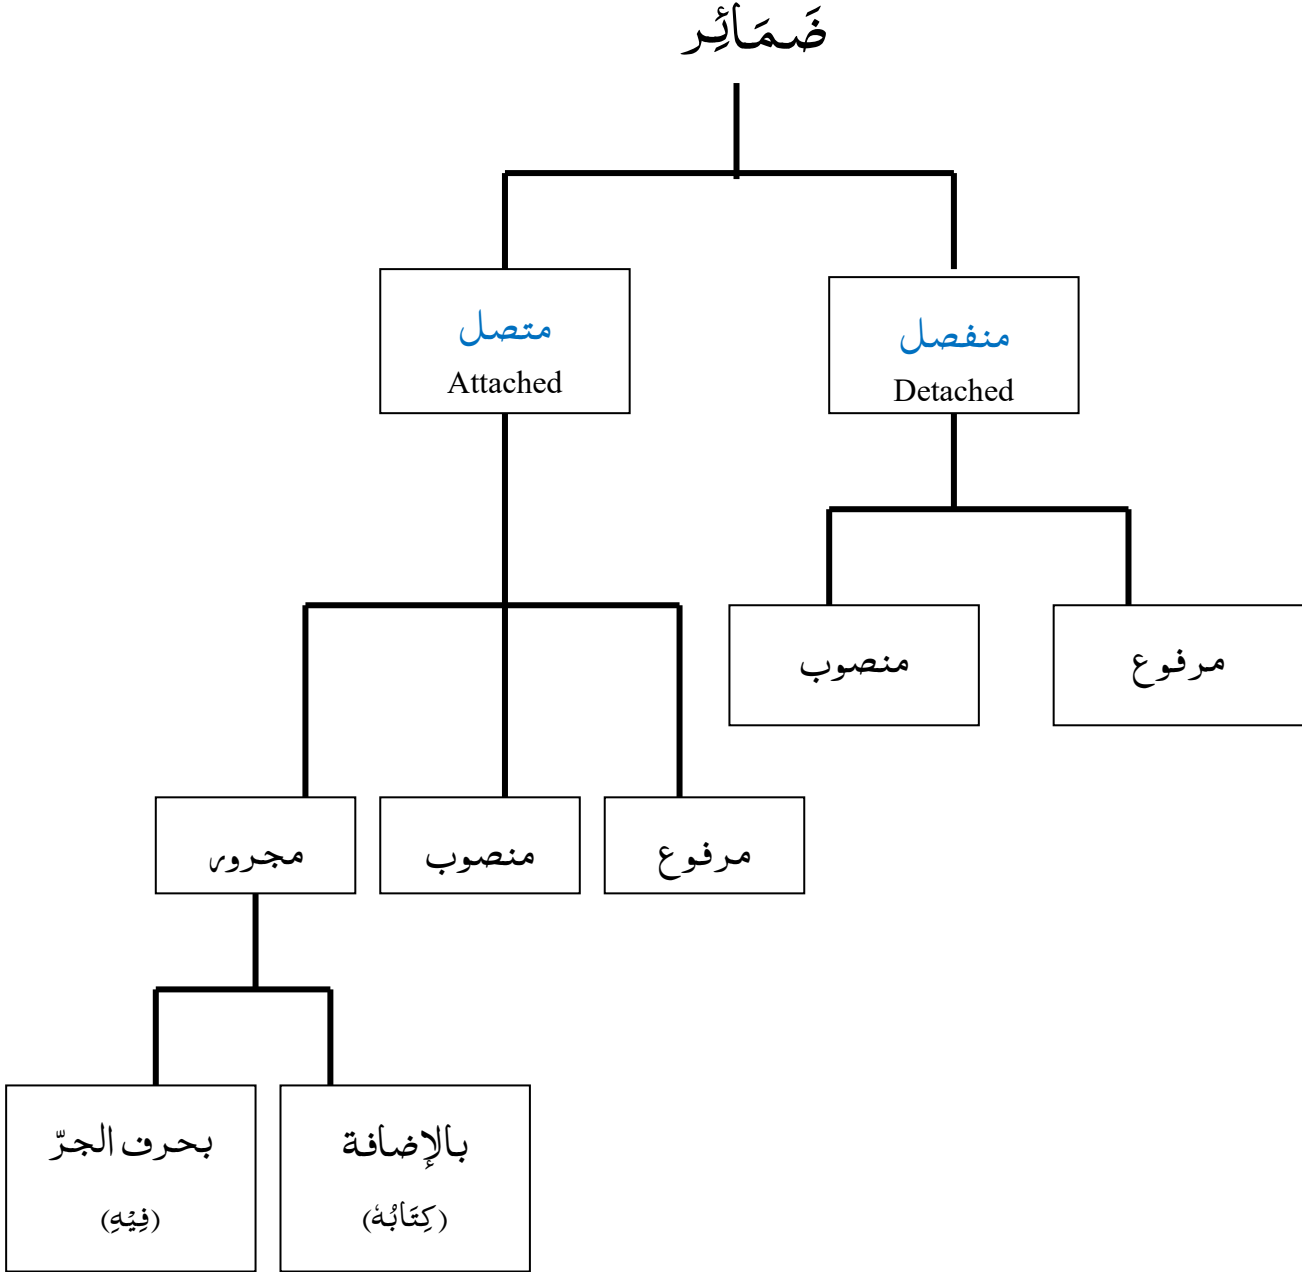 ضَمَائِر
منفصل
Detached
متصل
Attached
مرفوع
منصوب
مرفوع
منصوب
مجرور
بالإضافة
(كِتَابُهٗ)
بحرف الجرّ
(فِيْهِ)